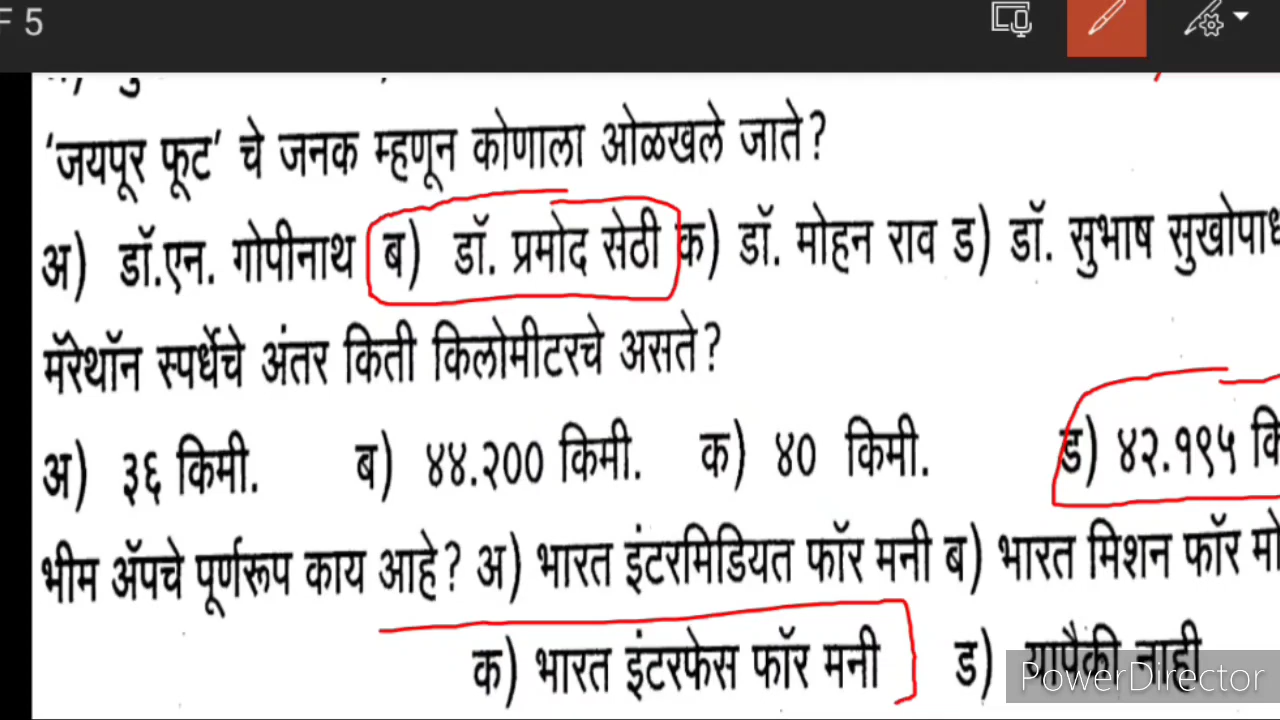 F 5
'जयपूर फूट' चे जनक म्हणून कोणाला ओळखले जाते?
अ) डॉ.एन. गोपीनाथ ब) डॉ. प्रमोद सेठी क) डॉ. मोहन राव ड) डॉ. सुभाष
मॅरेथॉन स्पर्धेचे अंतर किती किलोमीटरचे असते?
अ) ३६ किमी. ब) ४४.२०० किमी. क) ४० किमी. ड) ४२.१९५
भीम ॲपचे पूर्णरूप काय आहे? अ) भारत इंटरमिडियत फॉर मनी ब) भारत मिशन फॉर
क) भारत इंटरफेस फॉर मनी ड) यापैकी नाही
PowerDirector